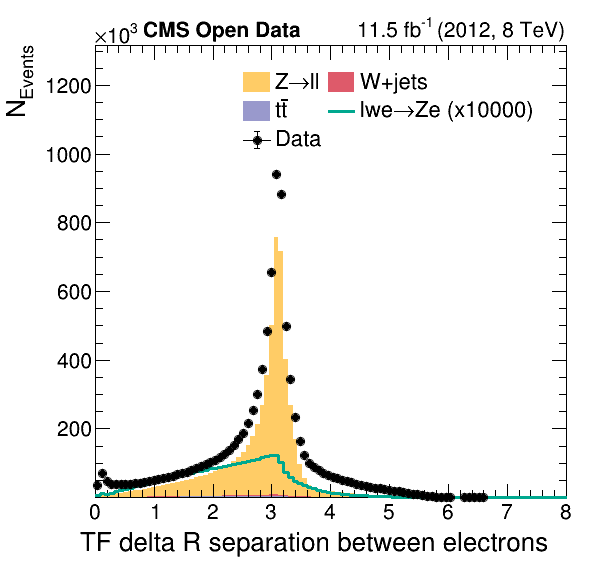 ×10³ CMS Open Data 11.5 fb⁻¹ (2012, 8 TeV)
N_Events
Z→ll W+jets
tt̄ lwe→Ze (x10000)
Data
1200
1000
800
600
400
200
0 1 2 3 4 5 6 7 8
TF delta R separation between electrons